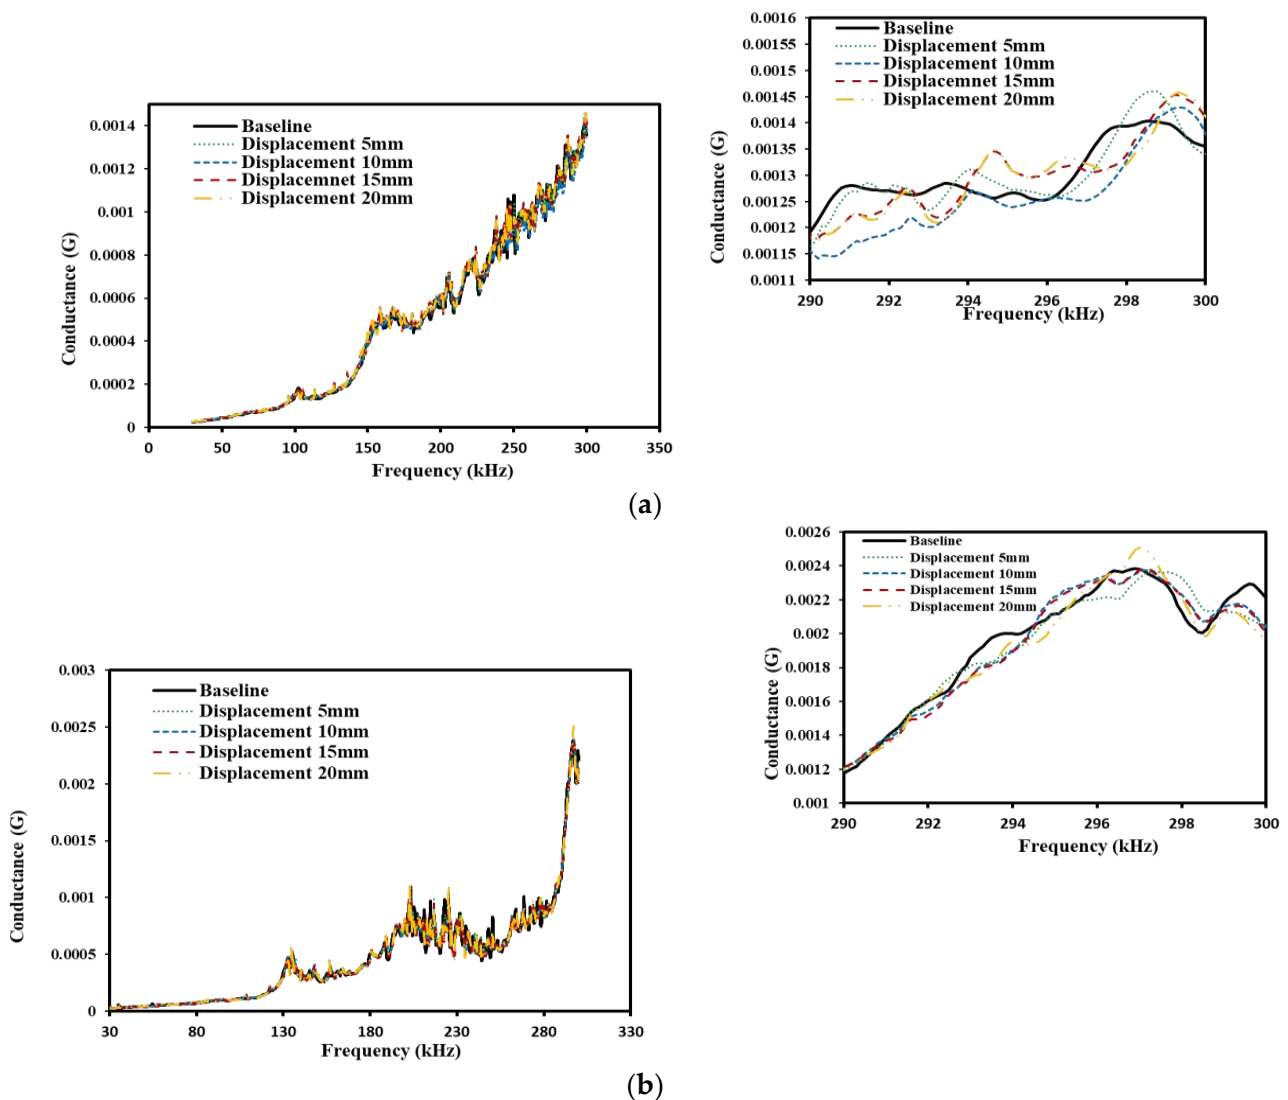 Conductance (G)
0.0014
0.0012
0.001
0.0008
0.0006
0.0004
0.0002
0
Baseline
Displacement 5mm
Displacement 10mm
Displacemnet 15mm
Displacement 20mm
0 50 100 150 200 250 300 350
Frequency (kHz)
Conductance (G)
0.0016
0.00155
0.0015
0.00145
0.0014
0.00135
0.0013
0.00125
0.0012
0.00115
0.0011
Baseline
Displacement 5mm
Displacement 10mm
Displacemnet 15mm
Displacement 20mm
290 292 294 296 298 300
Frequency (kHz)
(a)
Conductance (G)
0.003
0.0025
0.002
0.0015
0.001
0.0005
0
Baseline
Displacement 5mm
Displacement 10mm
Displacement 15mm
Displacement 20mm
30 80 130 180 230 280 330
Frequency (kHz)
Conductance (G)
0.0026
0.0024
0.0022
0.002
0.0018
0.0016
0.0014
0.0012
0.001
Baseline
Displacement 5mm
Displacement 10mm
Displacement 15mm
Displacement 20mm
290 292 294 296 298 300
Frequency (kHz)
(b)